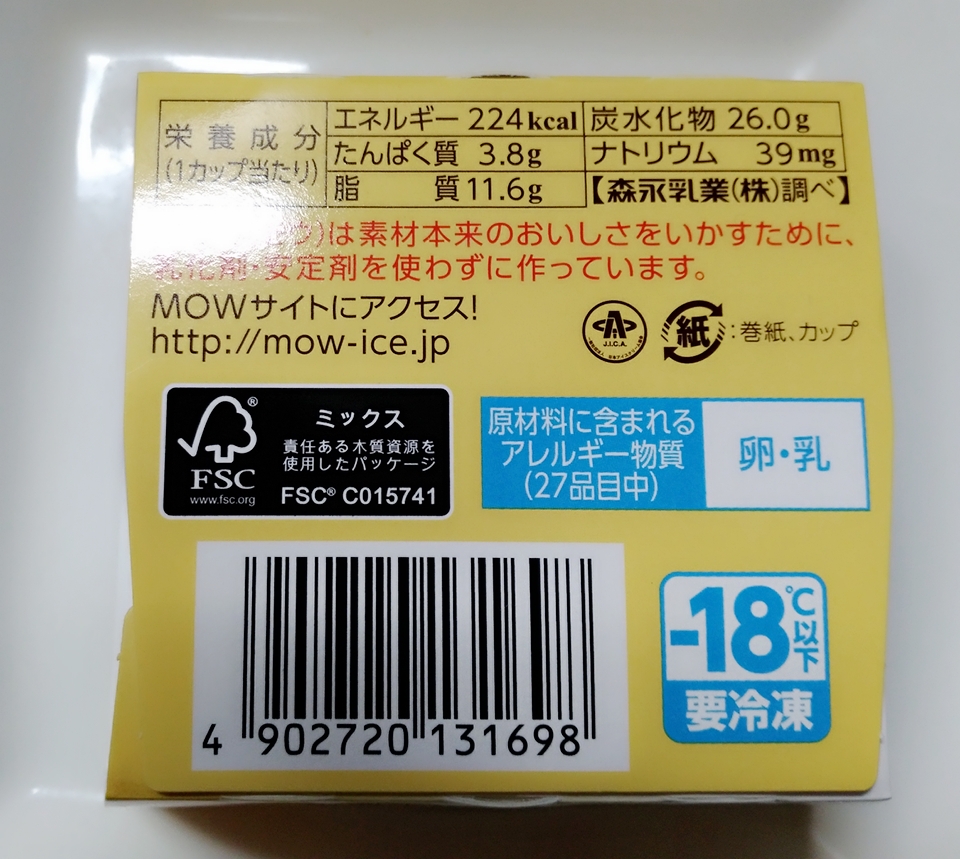 栄養成分
(1カップ当たり)
エネルギー 224kcal
炭水化物 26.0g
たんぱく質 3.8g
ナトリウム 39mg
脂質 11.6g
【森永乳業(株)調べ】
ウ)は素材本来のおいしさをいかすために、
乳化剤・安定剤を使わずに作っています。
MOWサイトにアクセス!
http://mow-ice.jp
J.I.C.A.
紙:巻紙、カップ
FSC®
www.fsc.org
ミックス
責任ある木質資源を
使用したパッケージ
FSC® C015741
原材料に含まれる
アレルギー物質
(27品目中)
卵・乳
4 902720 131698
-18℃以下
要冷凍